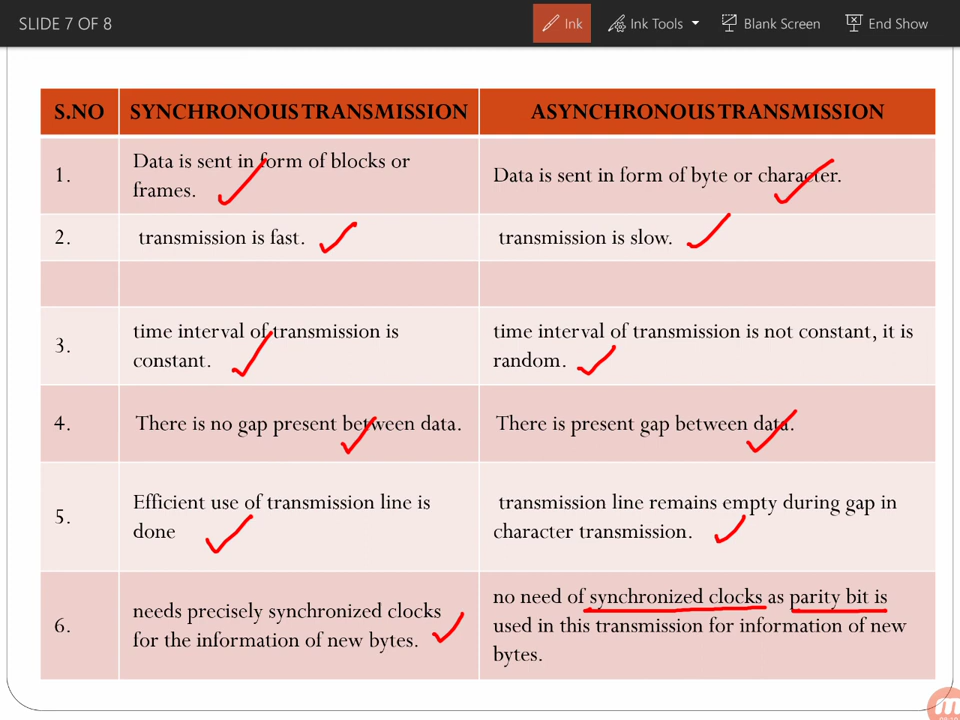 SLIDE 7 OF 8
Ink
Ink Tools
Blank Screen
End Show
S.NO SYNCHRONOUS TRANSMISSION ASYNCHRONOUS TRANSMISSION
1.
Data is sent in form of blocks or
frames.
Data is sent in form of byte or character.
2. transmission is fast. transmission is slow.
3.
time interval of transmission is
constant.
time interval of transmission is not constant, it is
random.
4. There is no gap present between data. There is present gap between data.
5.
Efficient use of transmission line is
done
transmission line remains empty during gap in
character transmission.
6.
needs precisely synchronized clocks
for the information of new bytes.
no need of synchronized clocks as parity bit is
used in this transmission for information of new
bytes.